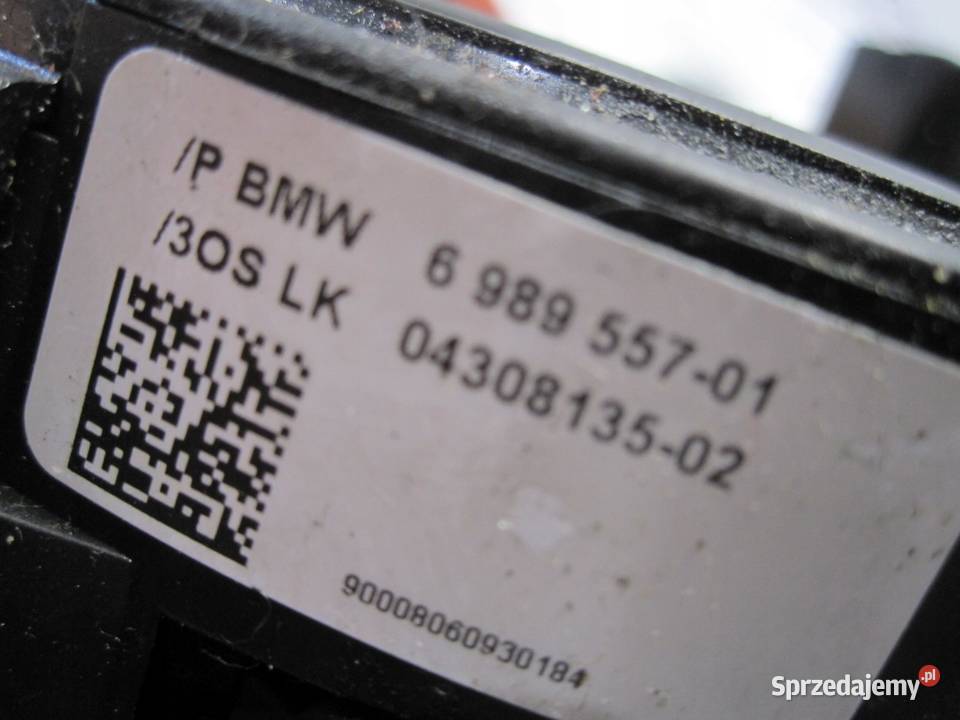 /P BMW 6 989 557-01
/3OS LK 04308135-02
90008060930184
Sprzedajemy.pl